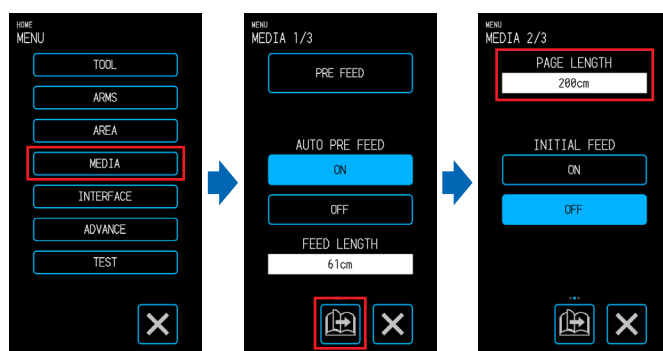 HOME
MENU
TOOL
ARMS
AREA
MEDIA
INTERFACE
ADVANCE
TEST
MENU
MEDIA 1/3
PRE FEED
AUTO PRE FEED
ON
OFF
FEED LENGTH
61cm
MENU
MEDIA 2/3
PAGE LENGTH
200cm
INITIAL FEED
ON
OFF